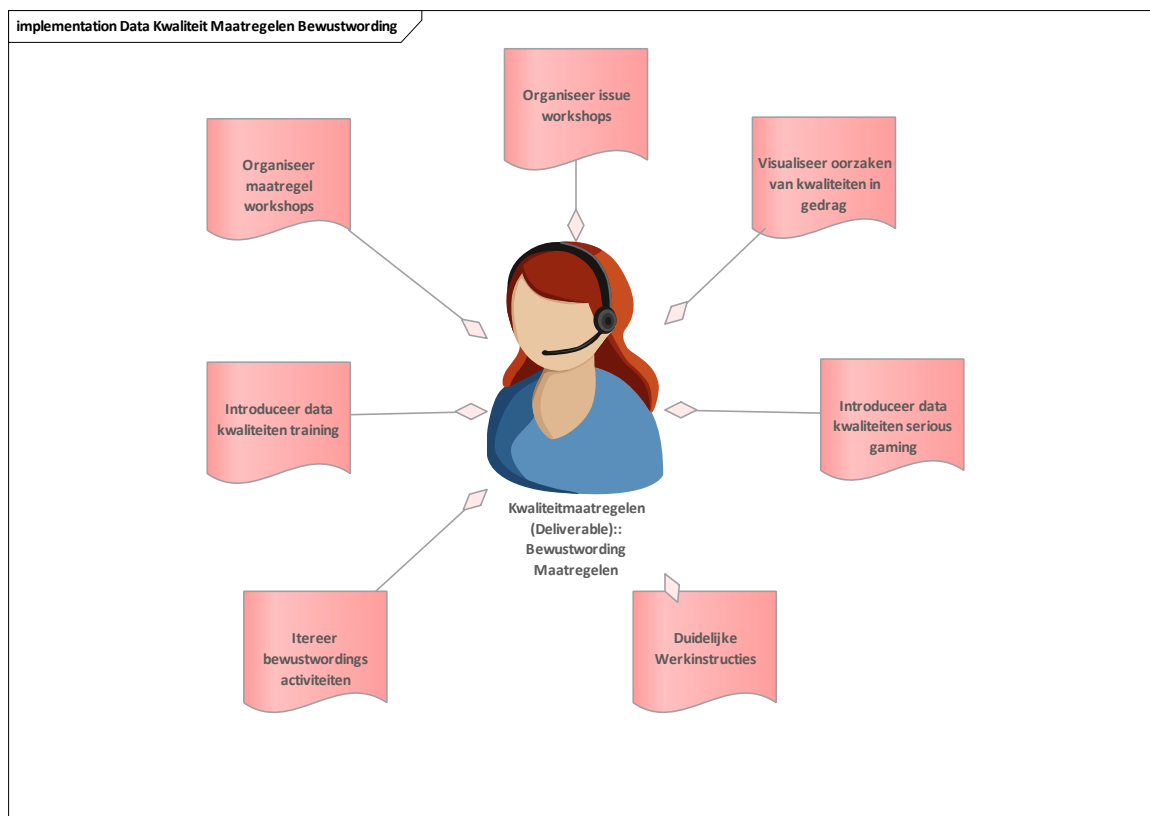 implementation Data Kwaliteit Maatregelen Bewustwording
Organiseer issue
workshops
Organiseer
maatregel
workshops
Visualiseer oorzaken
van kwaliteiten in
gedrag
Introduceer data
kwaliteiten training
Introduceer data
kwaliteiten serious
gaming
Kwaliteitmaatregelen
(Deliverable)::
Bewustwording
Maatregelen
Itereer
bewustwordings
activiteiten
Duidelijke
Werkinstructies